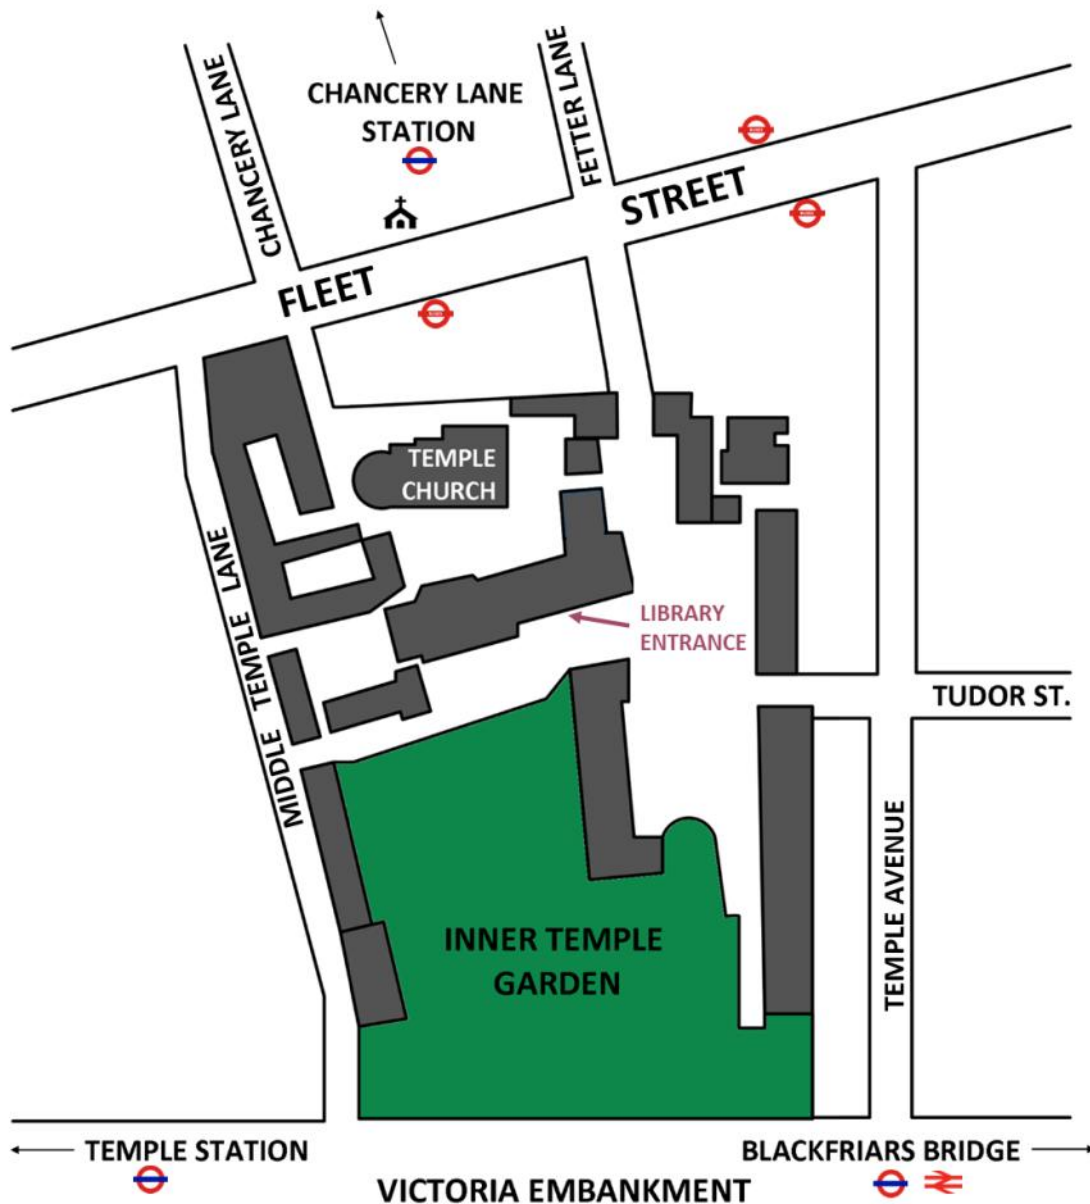 CHANCERY LANE
CHANCERY LANE
STATION
FETTER LANE
FLEET
STREET
TEMPLE
CHURCH
MIDDLE TEMPLE LANE
LIBRARY
ENTRANCE
TUDOR ST.
TEMPLE AVENUE
INNER TEMPLE
GARDEN
TEMPLE STATION
BLACKFRIARS BRIDGE
VICTORIA EMBANKMENT